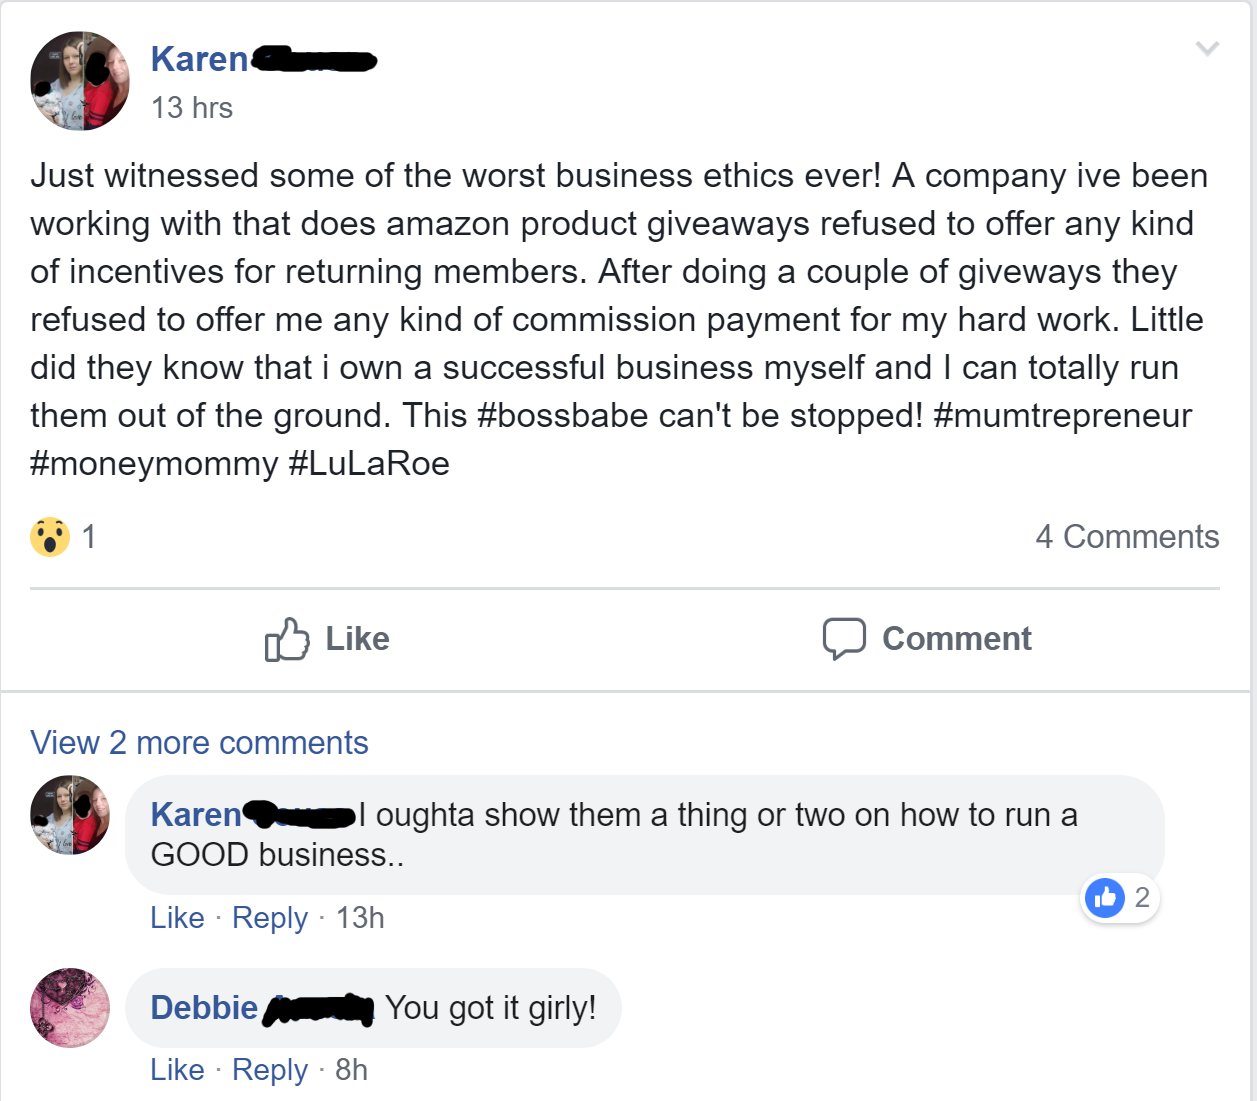 Karen
13 hrs
Just witnessed some of the worst business ethics ever! A company ive been
working with that does amazon product giveaways refused to offer any kind
of incentives for returning members. After doing a couple of giveways they
refused to offer me any kind of commission payment for my hard work. Little
did they know that i own a successful business myself and I can totally run
them out of the ground. This #bossbabe can't be stopped! #mumtrepreneur
#moneymommy #LuLaRoe
1 4 Comments
Like Comment
View 2 more comments
Karen I oughta show them a thing or two on how to run a
GOOD business..
2
Like · Reply · 13h
Debbie You got it girly!
Like · Reply · 8h